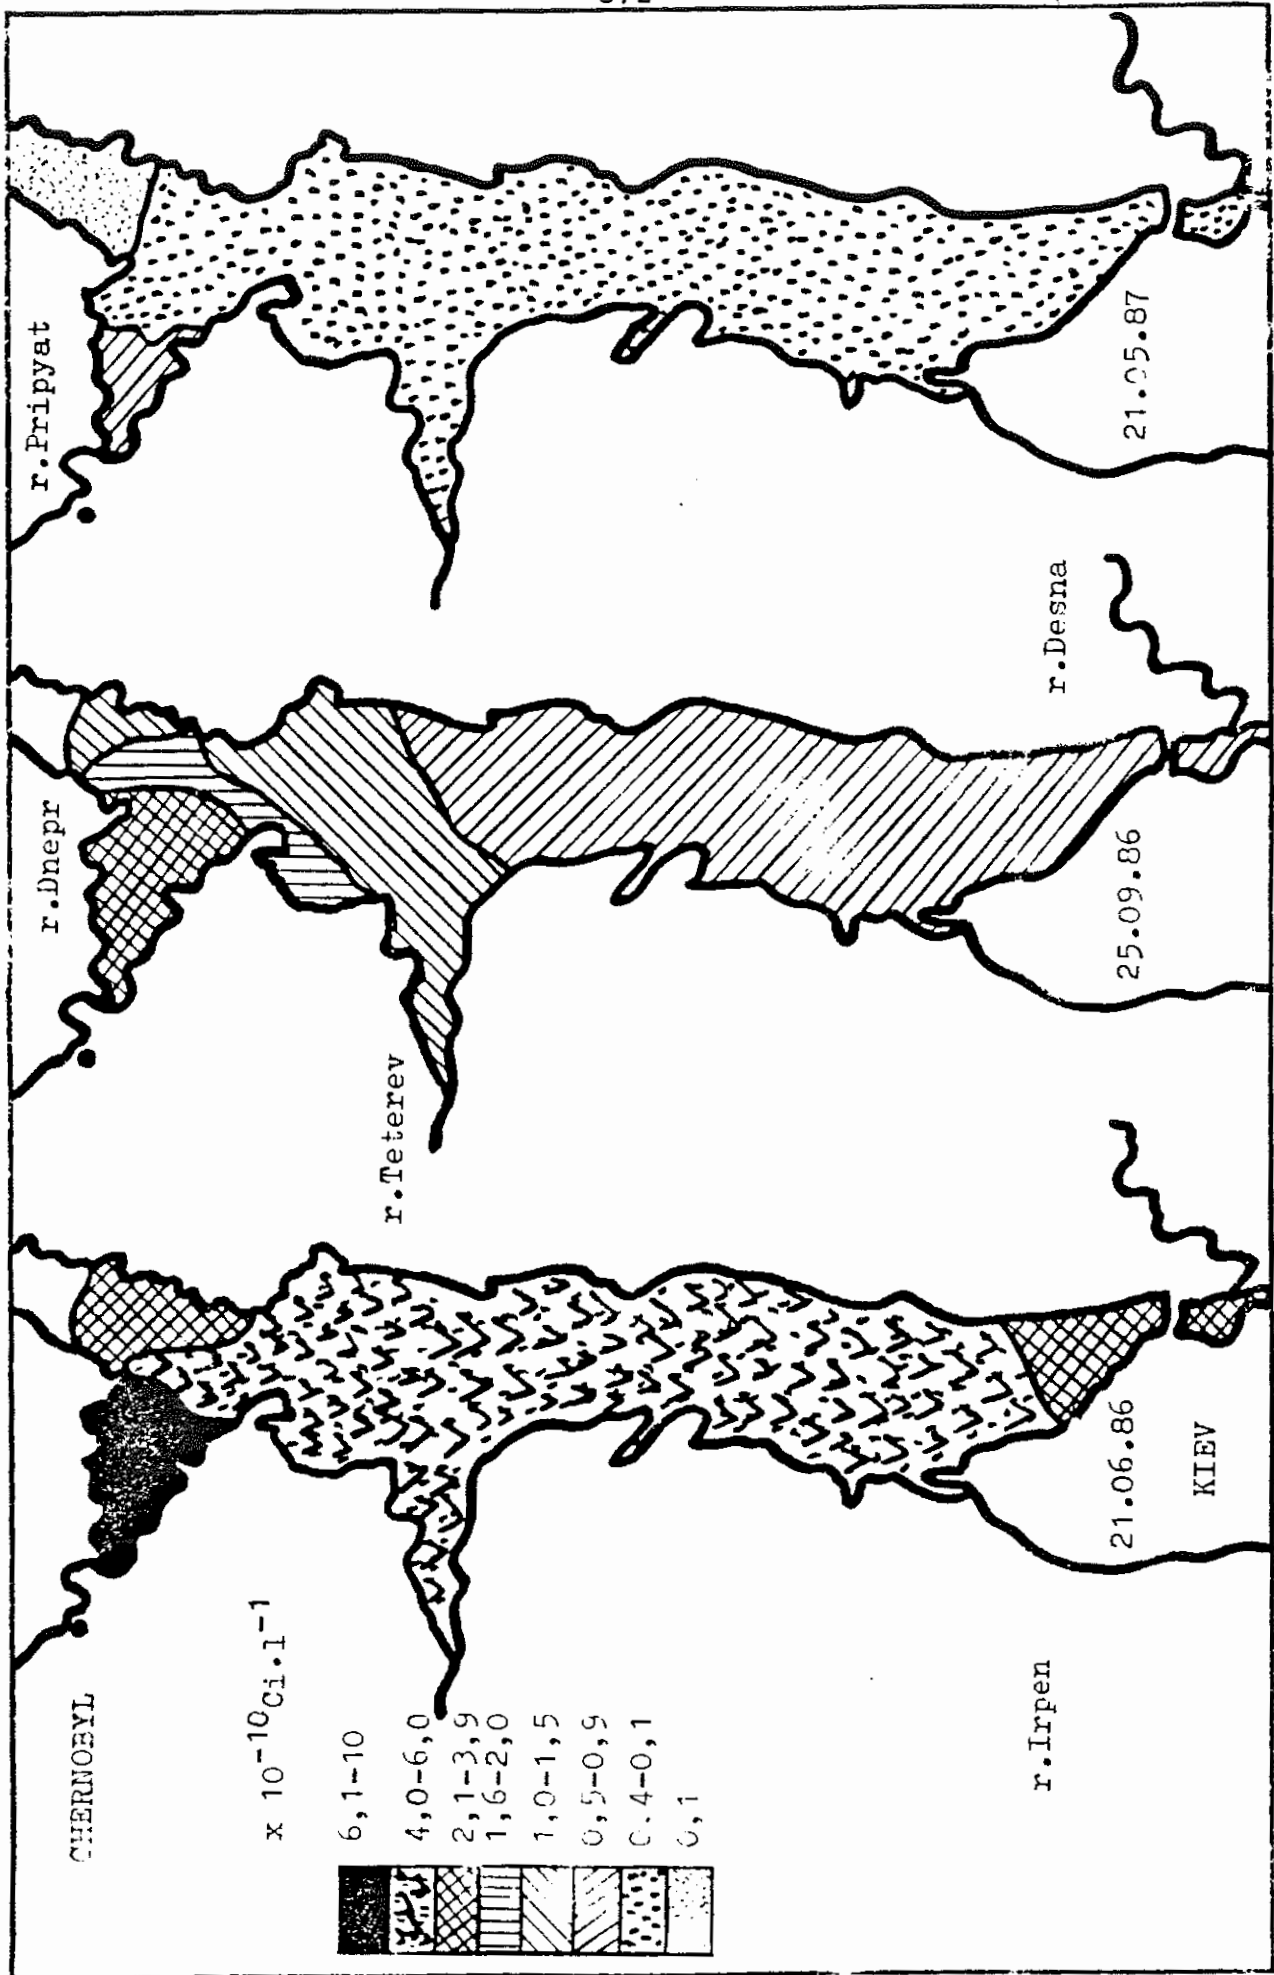 CHERNOBYL
x 10⁻¹⁰Ci.l⁻¹
6,1-10
4,0-6,0
2,1-3,9
1,6-2,0
1,0-1,5
0,5-0,9
0.4-0,1
0,1
r.Irpen
21.06.86
KIEV
r.Teterev
r.Dnepr
25.09.86
r.Desna
r.Pripyat
21.05.87